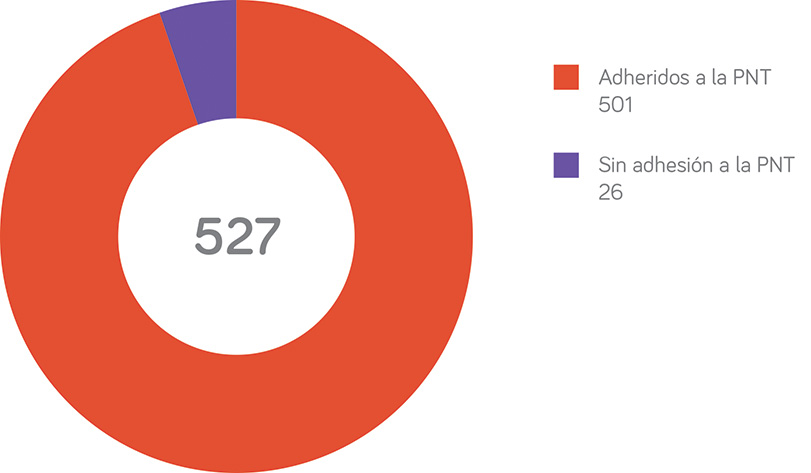 527
Adheridos a la PNT
501
Sin adhesión a la PNT
26